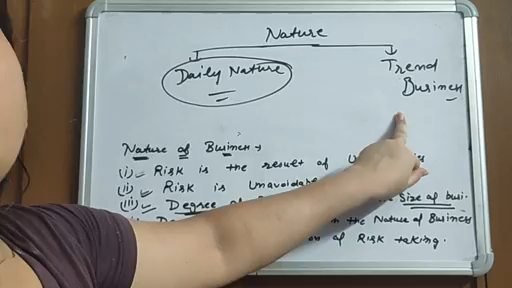 Nature
Daily Nature
Trend
Business
Nature of Business
(i) Risk is the result of
(ii) Risk is Unavoidable
(iii) Degree of Size of busi-
the Nature of Business
of Risk taking.